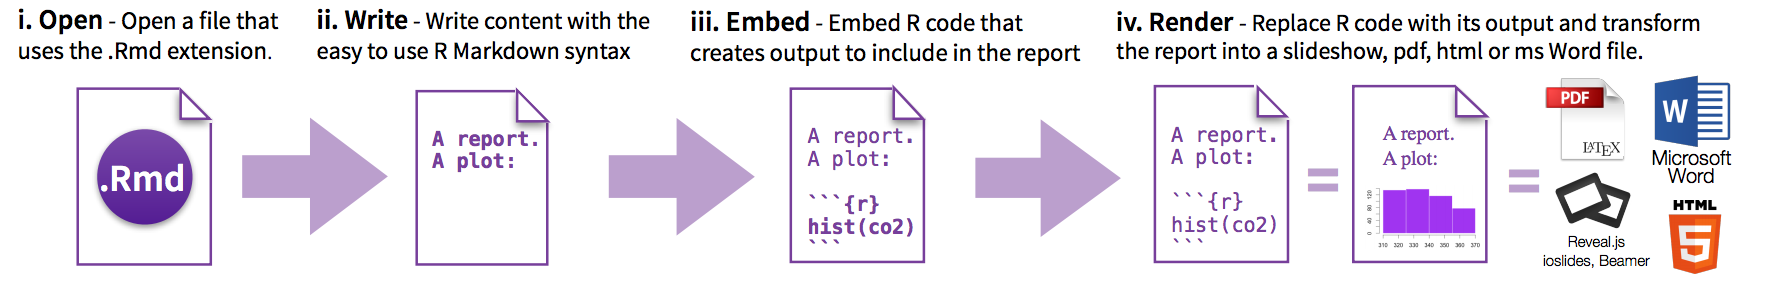 i. Open - Open a file that
uses the .Rmd extension.
ii. Write - Write content with the
easy to use R Markdown syntax
iii. Embed - Embed R code that
creates output to include in the report
iv. Render - Replace R code with its output and transform
the report into a slideshow, pdf, html or ms Word file.
.Rmd
A report.
A plot:
A report.
A plot:
```{r}
hist(co2)
```
A report.
A plot:
```{r}
hist(co2)
```
=
A report.
A plot:
0 40 80 120
310 320 330 340 350 360 370
=
PDF
LATEX
W
Microsoft
Word
Reveal.js
ioslides, Beamer
HTML
5